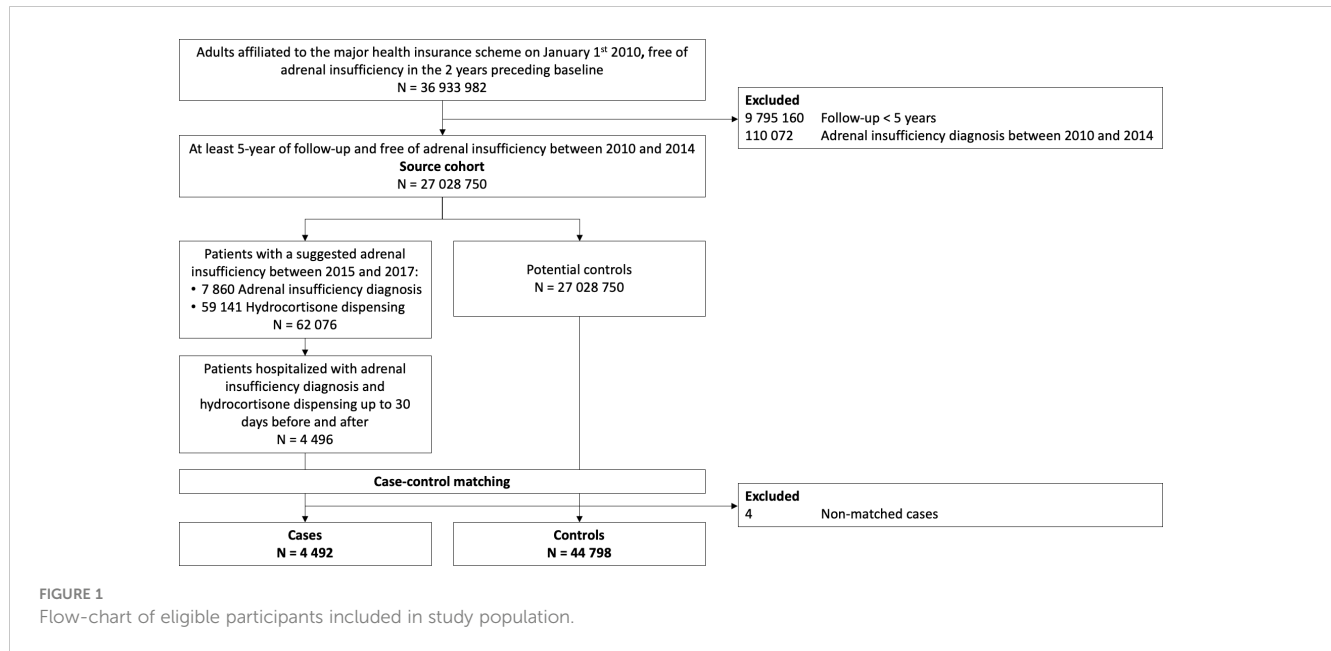 Adults affiliated to the major health insurance scheme on January 1st 2010, free of
adrenal insufficiency in the 2 years preceding baseline
N = 36 933 982
Excluded
9 795 160 Follow-up < 5 years
110 072 Adrenal insufficiency diagnosis between 2010 and 2014
At least 5-year of follow-up and free of adrenal insufficiency between 2010 and 2014
Source cohort
N = 27 028 750
Patients with a suggested adrenal
insufficiency between 2015 and 2017:
• 7 860 Adrenal insufficiency diagnosis
• 59 141 Hydrocortisone dispensing
N = 62 076
Potential controls
N = 27 028 750
Patients hospitalized with adrenal
insufficiency diagnosis and
hydrocortisone dispensing up to 30
days before and after
N = 4 496
Case-control matching
Excluded
4 Non-matched cases
Cases
N = 4 492
Controls
N = 44 798
FIGURE 1
Flow-chart of eligible participants included in study population.